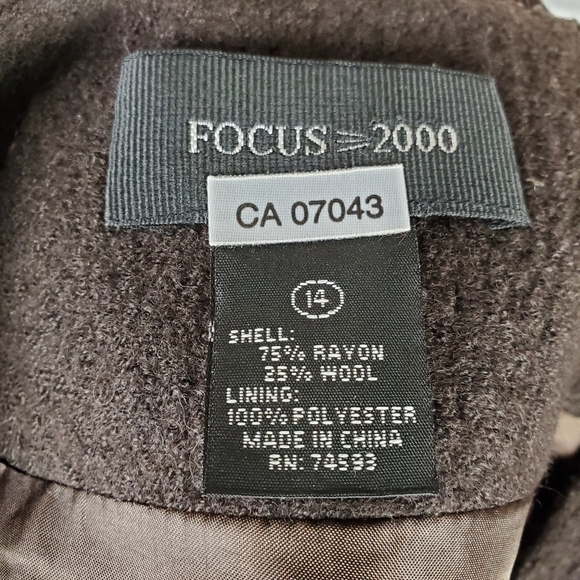 FOCUS ⩾ 2000
CA 07043
14
SHELL:
75% RAYON
25% WOOL
LINING:
100% POLYESTER
MADE IN CHINA
RN: 74593